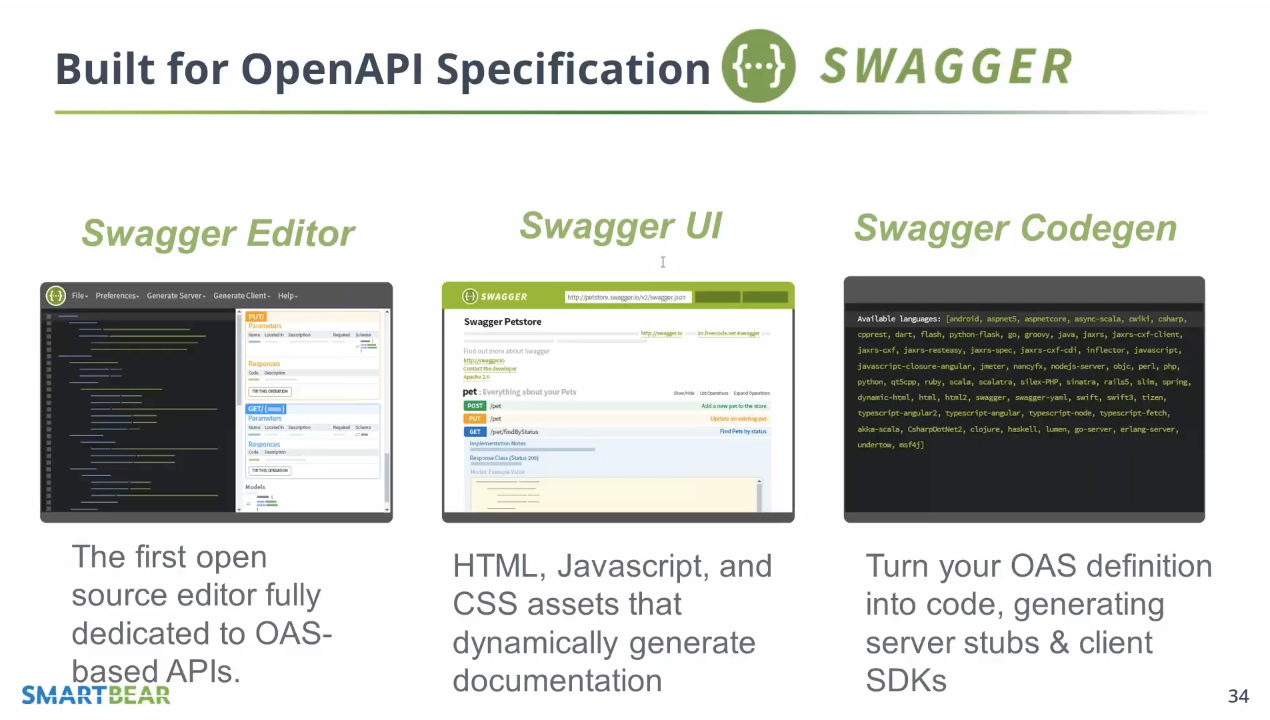 Built for OpenAPI Specification
SWAGGER
Swagger Editor
Swagger UI
Swagger Codegen
File
Preferences
Generate Server
Generate Client
Help
PUT/
Parameters
Name Located in Description Required Scheme
Responses
Code Description
TRY THIS OPERATION
GET/
Parameters
Name Located in Description Required Scheme
Responses
Code Description
TRY THIS OPERATION
Models
SWAGGER
http://petstore.swagger.io/v2/swagger.json
Swagger Petstore
http://swagger.io
irc.freenode.net#swagger
Find out more about Swagger
http://swagger.io
Contact the developer
Apache 2.0
pet : Everything about your Pets
Show/Hide List Operations Expand Operations
POST /pet Add a new pet to the store
PUT /pet Update an existing pet
GET /pet/findByStatus Find Pets by status
Implementation Notes
Response Class (Status 200)
Available languages: [android, aspnet5, aspnetcore, async-scala, cwiki, csharp,
cpprest, dart, flash, python-flask, go, groovy, java, jaxrs, jaxrs-cxf-client,
jaxrs-cxf, jaxrs-resteasy, jaxrs-spec, jaxrs-cxf-cdi, inflector, javascript,
javascript-closure-angular, jmeter, nancyfx, nodejs-server, objc, perl, php,
python, qt5cpp, ruby, scala, scalatra, silex-PHP, sinatra, rails5, slim, spring,
dynamic-html, html, html2, swagger, swagger-yaml, swift, swift3, tizen,
typescript-angular2, typescript-angular, typescript-node, typescript-fetch,
akka-scala, CsharpDotNet2, clojure, haskell, lumen, go-server, erlang-server,
undertow, msf4j]
The first open
source editor fully
dedicated to OAS-
based APIs.
HTML, Javascript, and
CSS assets that
dynamically generate
documentation
Turn your OAS definition
into code, generating
server stubs & client
SDKs
SMARTBEAR
34